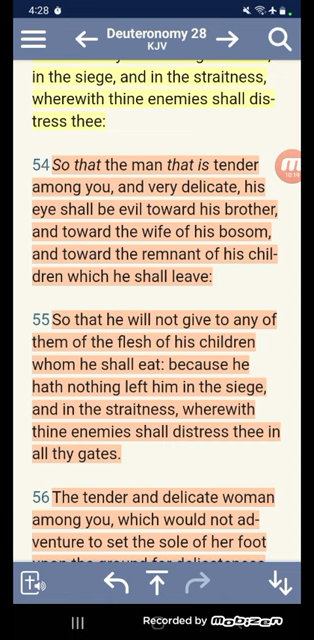 4:28
Deuteronomy 28
KJV
in the siege, and in the straitness,
wherewith thine enemies shall dis-
tress thee:
54 So that the man that is tender
among you, and very delicate, his
eye shall be evil toward his brother,
and toward the wife of his bosom,
and toward the remnant of his chil-
dren which he shall leave:
55 So that he will not give to any of
them of the flesh of his children
whom he shall eat: because he
hath nothing left him in the siege,
and in the straitness, wherewith
thine enemies shall distress thee in
all thy gates.
56 The tender and delicate woman
among you, which would not ad-
venture to set the sole of her foot
upon the ground for delicateness
Recorded by mobizen